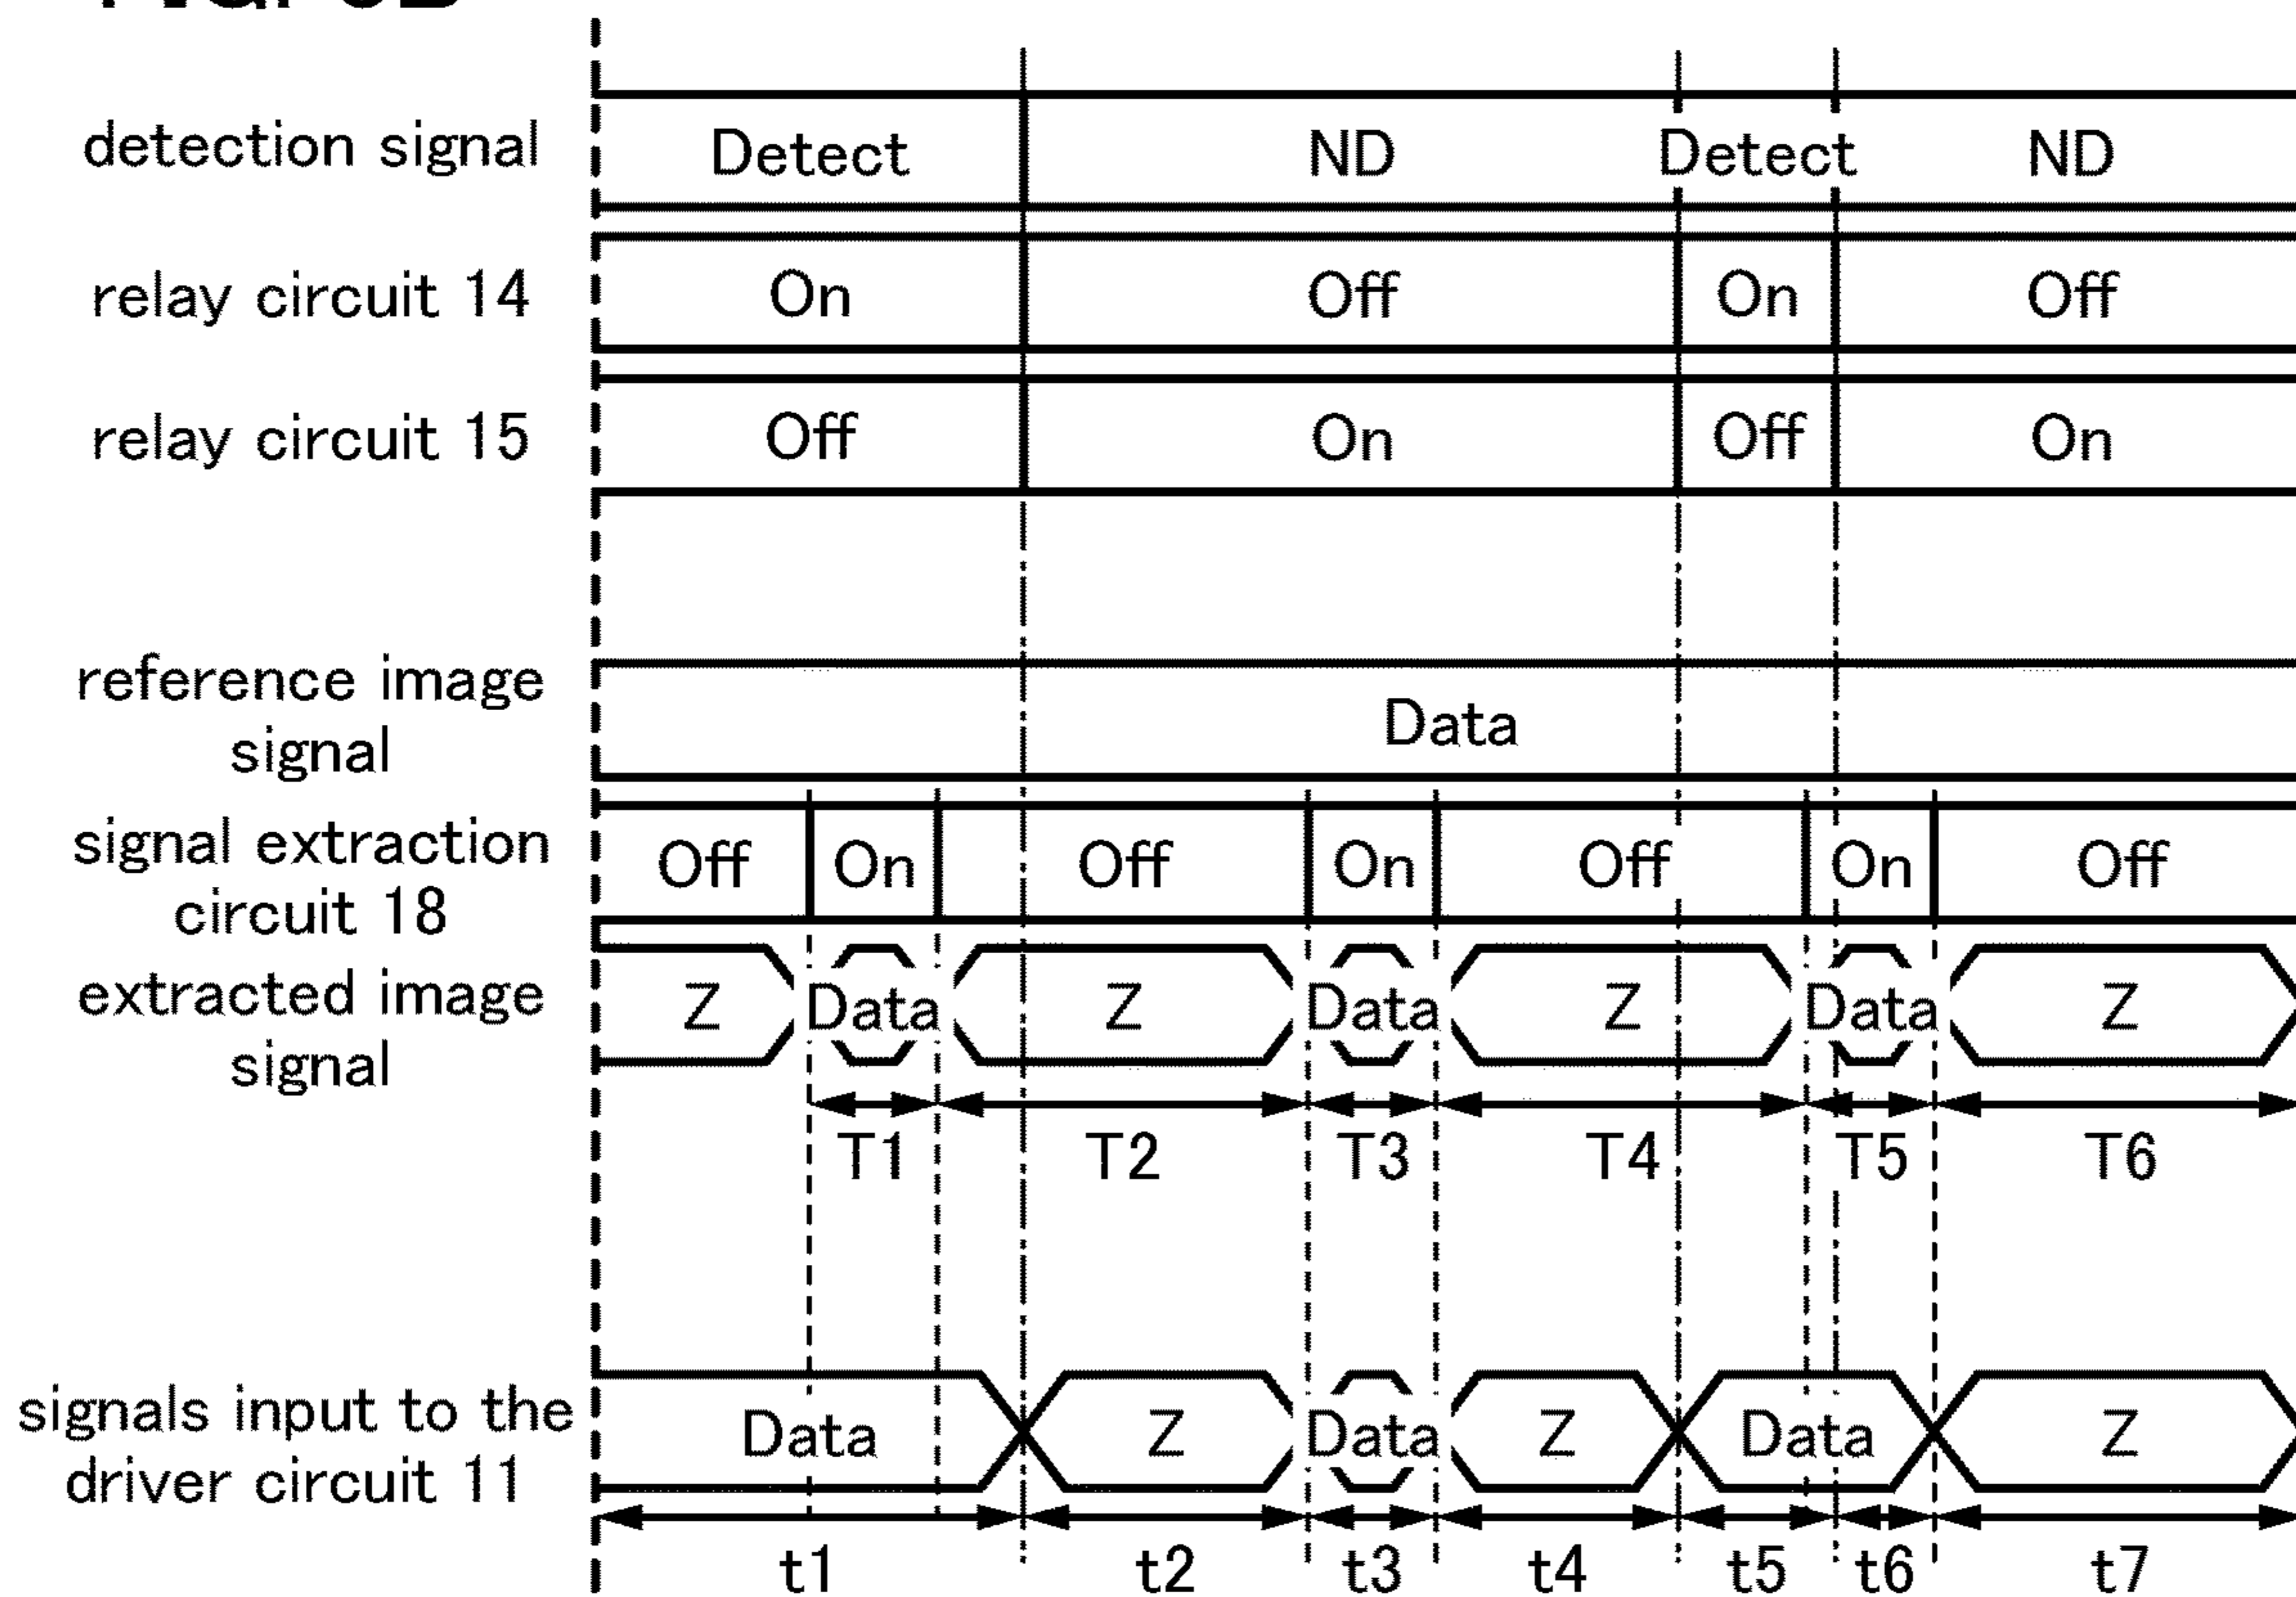 detection signal Detect ND Detect ND
relay circuit 14 On Off On Off
relay circuit 15 Off On Off On
reference image
signal
Data
signal extraction
circuit 18
Off On Off On Off On Off
extracted image
signal
Z Data Z Data Z Data Z
T1 T2 T3 T4 T5 T6
signals input to the
driver circuit 11
Data Z Data Z Data Z
t1 t2 t3 t4 t5 t6 t7